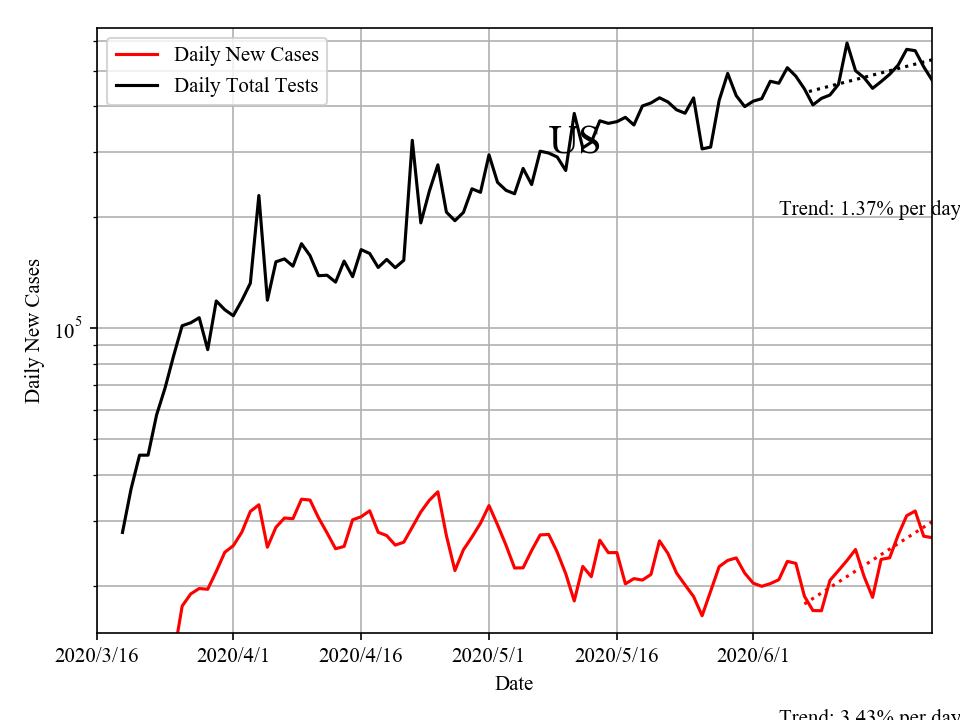 Daily New Cases
Daily Total Tests
US
Trend: 1.37% per day
Daily New Cases
10^5
2020/3/16
2020/4/1
2020/4/16
2020/5/1
2020/5/16
2020/6/1
Date
Trend: 3.43% per day